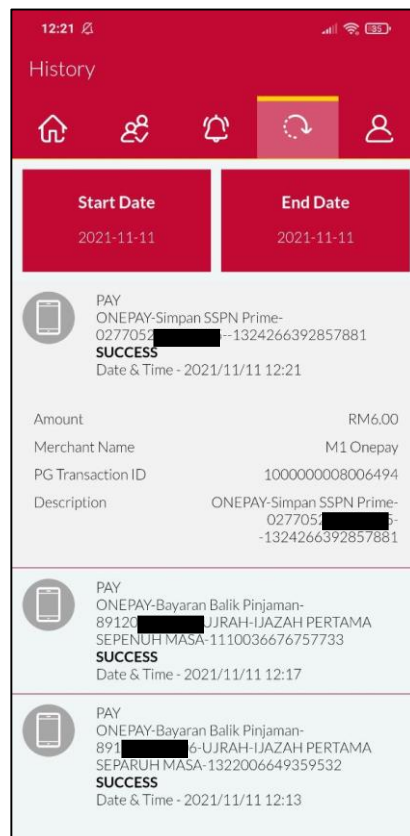 12:21
35
History
Start Date
2021-11-11
End Date
2021-11-11
PAY
ONEPAY-Simpan SSPN Prime-
0277052 --1324266392857881
SUCCESS
Date & Time - 2021/11/11 12:21
Amount RM6.00
Merchant Name M1 Onepay
PG Transaction ID 1000000008006494
Description ONEPAY-Simpan SSPN Prime-
027705 5-
-1324266392857881
PAY
ONEPAY-Bayaran Balik Pinjaman-
89120 UJRAH-IJAZAH PERTAMA
SEPENUH MASA-1110036676757733
SUCCESS
Date & Time - 2021/11/11 12:17
PAY
ONEPAY-Bayaran Balik Pinjaman-
891 6-UJRAH-IJAZAH PERTAMA
SEPARUH MASA-1322006649359532
SUCCESS
Date & Time - 2021/11/11 12:13